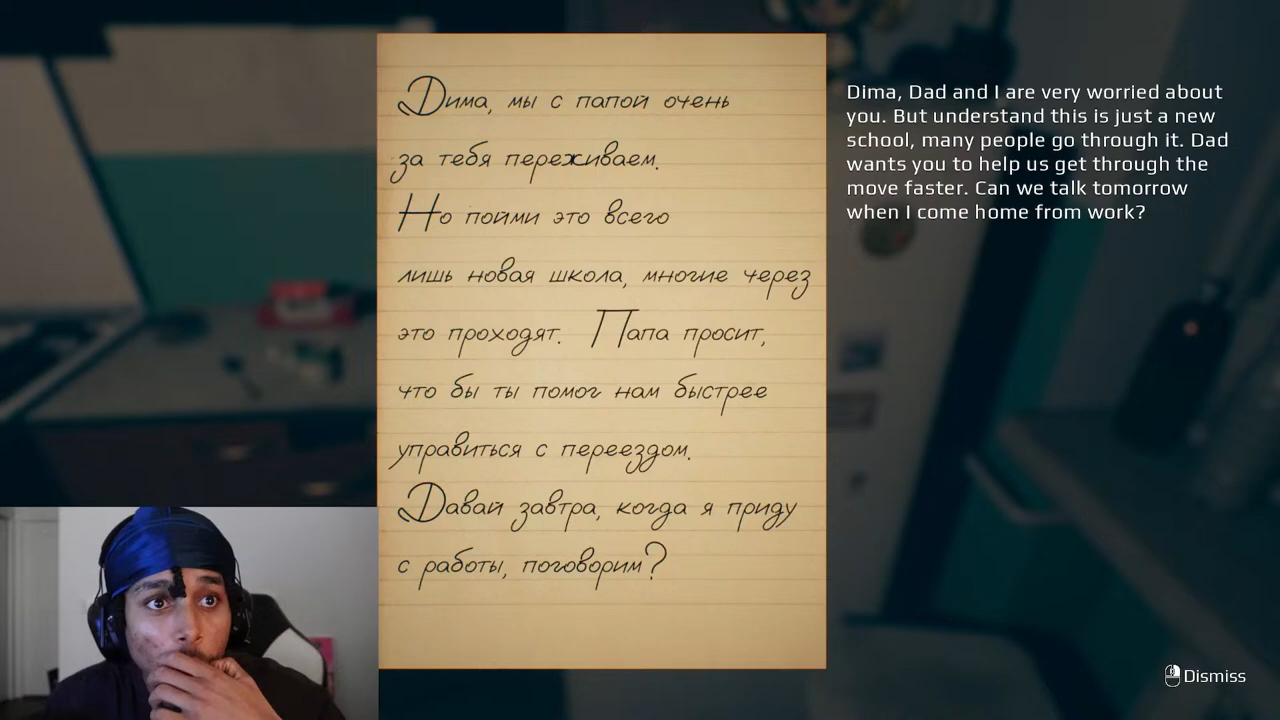 Дима, мы с папой очень
за тебя переживаем.
Но пойми это всего
лишь новая школа, многие через
это проходят. Папа просит,
что бы ты помог нам быстрее
управиться с переездом.
Давай завтра, когда я приду
с работы, поговорим?
Dima, Dad and I are very worried about
you. But understand this is just a new
school, many people go through it. Dad
wants you to help us get through the
move faster. Can we talk tomorrow
when I come home from work?
Dismiss